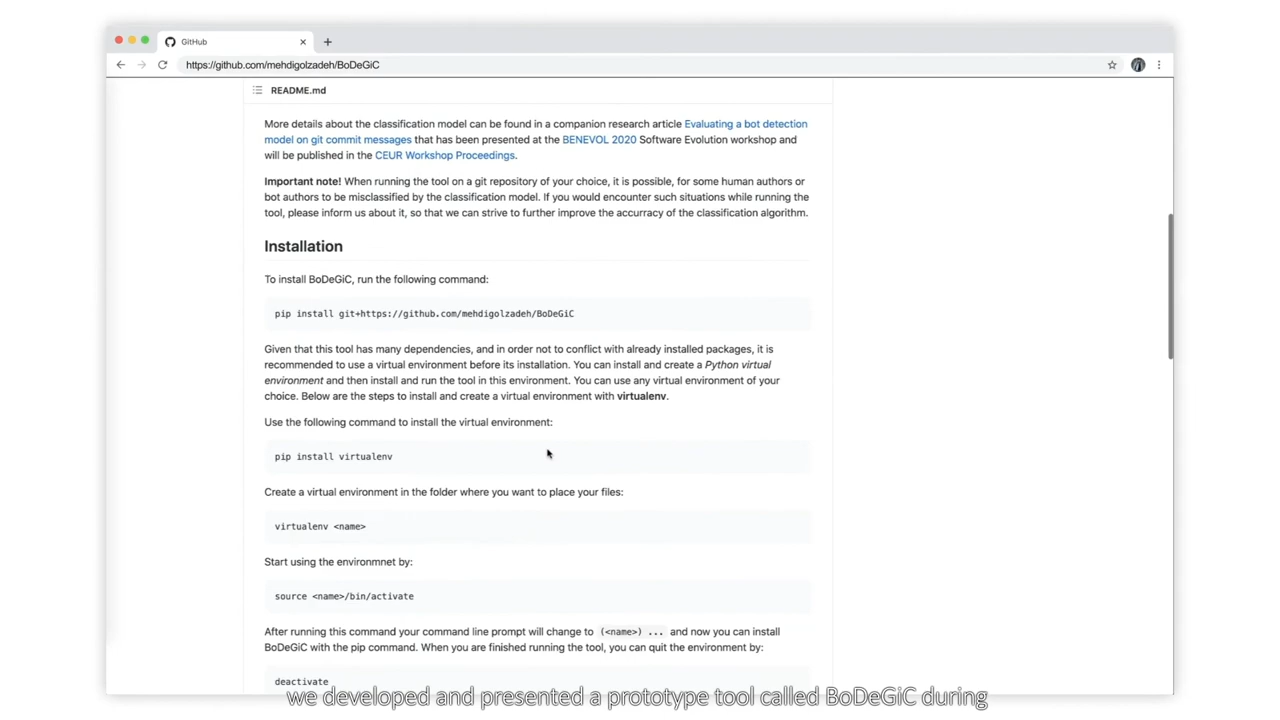 GitHub
https://github.com/mehdigolzadeh/BoDeGiC
README.md
More details about the classification model can be found in a companion research article Evaluating a bot detection
model on git commit messages that has been presented at the BENEVOL 2020 Software Evolution workshop and
will be published in the CEUR Workshop Proceedings.
Important note! When running the tool on a git repository of your choice, it is possible, for some human authors or
bot authors to be misclassified by the classification model. If you would encounter such situations while running the
tool, please inform us about it, so that we can strive to further improve the accurracy of the classification algorithm.
Installation
To install BoDeGiC, run the following command:
pip install git+https://github.com/mehdigolzadeh/BoDeGiC
Given that this tool has many dependencies, and in order not to conflict with already installed packages, it is
recommended to use a virtual environment before its installation. You can install and create a Python virtual
environment and then install and run the tool in this environment. You can use any virtual environment of your
choice. Below are the steps to install and create a virtual environment with virtualenv.
Use the following command to install the virtual environment:
pip install virtualenv
Create a virtual environment in the folder where you want to place your files:
virtualenv <name>
Start using the environmnet by:
source <name>/bin/activate
After running this command your command line prompt will change to (<name>) ... and now you can install
BoDeGiC with the pip command. When you are finished running the tool, you can quit the environment by:
deactivate
we developed and presented a prototype tool called BoDeGiC during